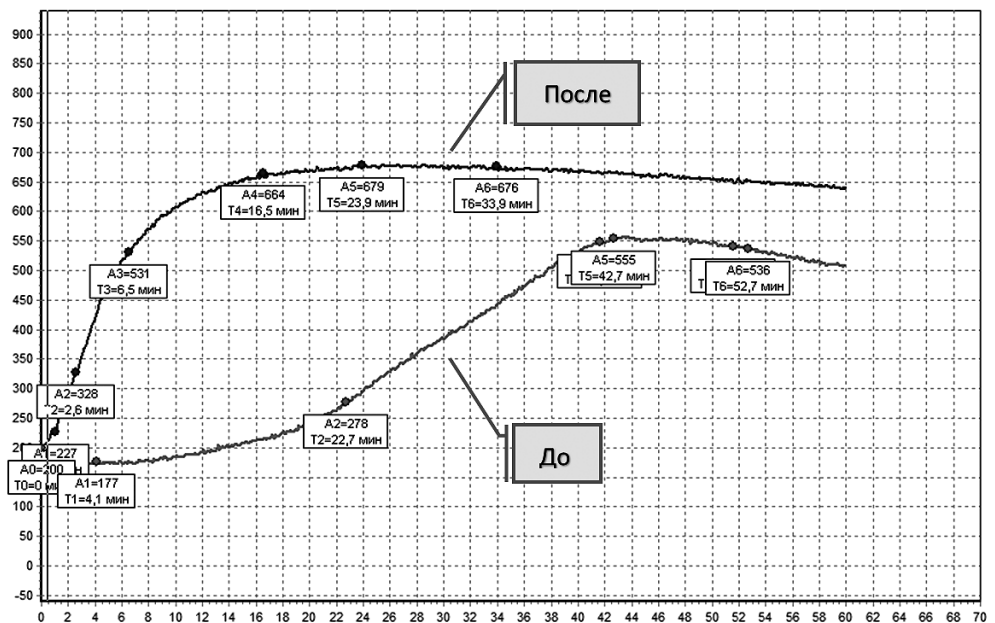 900
850
800
750
700
650
600
550
500
450
400
350
300
250
100
50
0
-50
0 2 4 6 8 10 12 14 16 18 20 22 24 26 28 30 32 34 36 38 40 42 44 46 48 50 52 54 56 58 60 62 64 66 68 70
После
A4=664
T4=16,5 мин
A5=679
T5=23,9 мин
A6=676
T6=33,9 мин
A3=531
T3=6,5 мин
A2=328
2=2,6 мин
=227
A0=200
T0=0
A1=177
T1=4,1 мин
A2=278
T2=22,7 мин
A5=555
T5=42,7 мин
A6=536
T6=52,7 мин
До